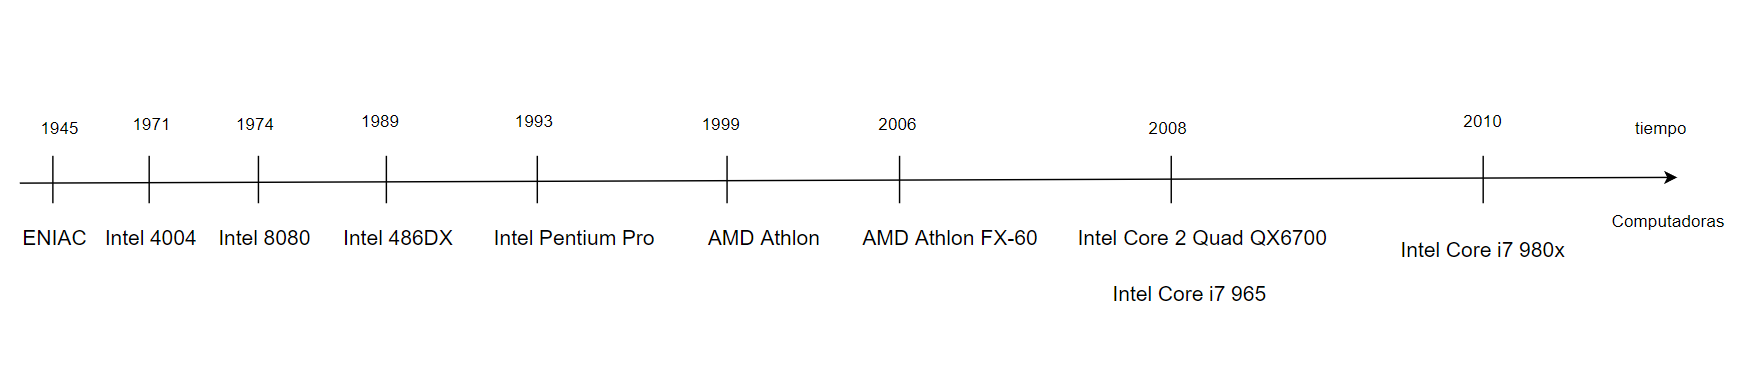 1945 1971 1974 1989 1993 1999 2006 2008 2010 tiempo
ENIAC Intel 4004 Intel 8080 Intel 486DX Intel Pentium Pro AMD Athlon AMD Athlon FX-60 Intel Core 2 Quad QX6700 Intel Core i7 980x Computadoras
Intel Core i7 965